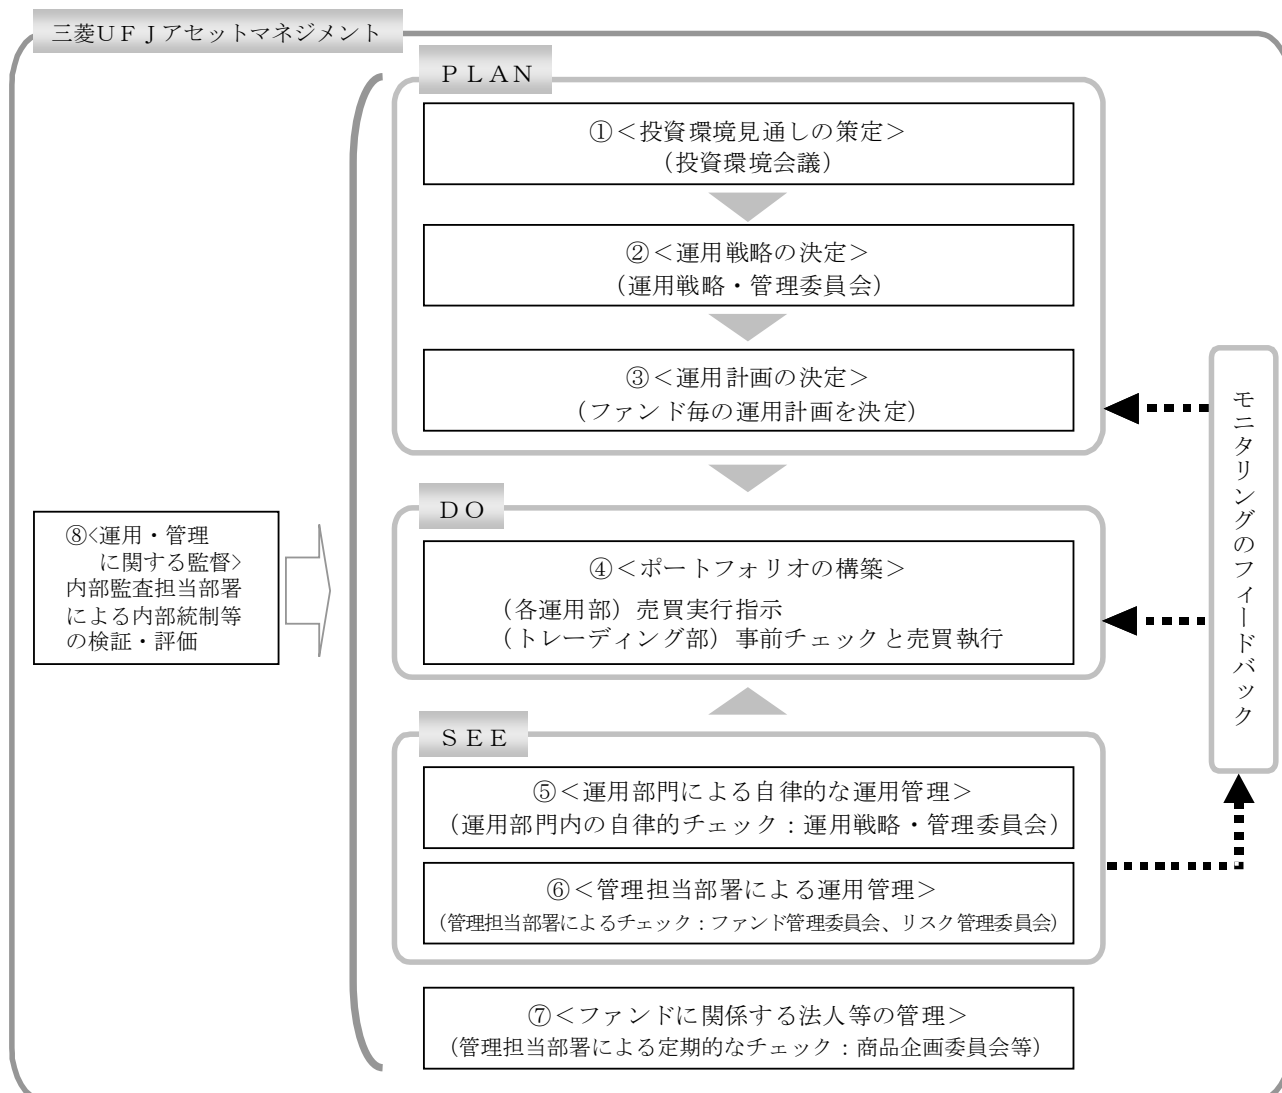 三菱ＵＦＪアセットマネジメント
ＰＬＡＮ
①＜投資環境見通しの策定＞
（投資環境会議）
②＜運用戦略の決定＞
（運用戦略・管理委員会）
③＜運用計画の決定＞
（ファンド毎の運用計画を決定）
ＤＯ
④＜ポートフォリオの構築＞
（各運用部）売買実行指示
（トレーディング部）事前チェックと売買執行
ＳＥＥ
⑤＜運用部門による自律的な運用管理＞
（運用部門内の自律的チェック：運用戦略・管理委員会）
⑥＜管理担当部署による運用管理＞
（管理担当部署によるチェック：ファンド管理委員会、リスク管理委員会）
⑦＜ファンドに関係する法人等の管理＞
（管理担当部署による定期的なチェック：商品企画委員会等）
⑧<運用・管理
に関する監督>
内部監査担当部署
による内部統制等
の検証・評価
モニタリングのフィードバック